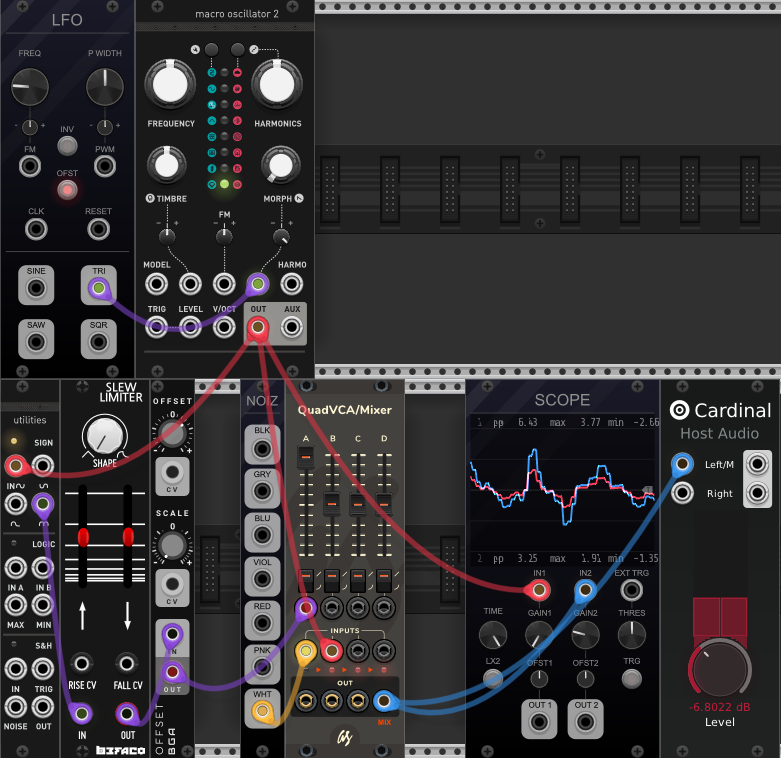 LFO
FREQ
P WIDTH
- +
- +
FM
INV
PWM
OFST
CLK
RESET
SINE
TRI
SAW
SQR
macro oscillator 2
FREQUENCY
HARMONICS
TIMBRE
FM
MORPH
- +
- +
- +
MODEL
HARMO
TRIG
LEVEL
V/OCT
OUT
AUX
utilities
SIGN
IN
LOGIC
IN A
IN B
MAX
MIN
S&H
IN
TRIG
NOISE
OUT
SLEW
LIMITER
SHAPE
RISE CV
FALL CV
IN
OUT
BEFACO
OFFSET
0
CV
SCALE
0
CV
IN
OUT
OFFSET
BGA
NOIZ
BLK
GRY
BLU
VIOL
RED
PNK
WHT
QuadVCA/Mixer
A B C D
INPUTS
OUT
MIX
as
SCOPE
1 pp 6.43 max 3.77 min -2.66
2 pp 3.25 max 1.91 min -1.35
IN1
IN2
EXT TRG
TIME
GAIN1
GAIN2
THRES
LX2
OFST1
OFST2
TRG
OUT 1
OUT 2
Cardinal
Host Audio
Left/M
Right
-6.8022 dB
Level